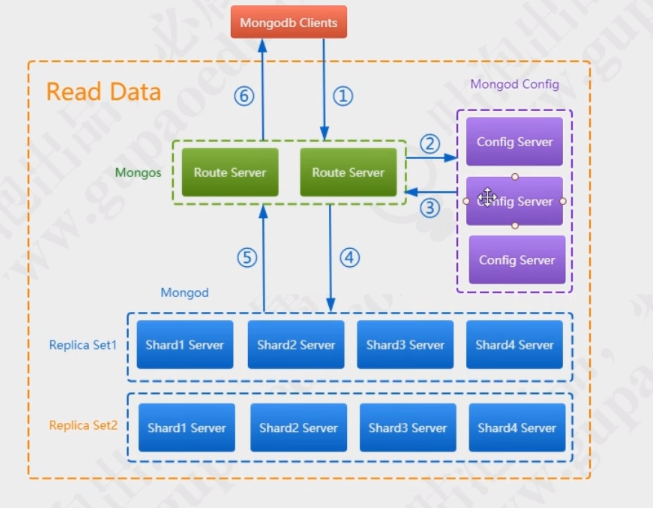 Mongodb Clients
Read Data
⑥
①
Mongod Config
Config Server
Mongos
Route Server
Route Server
②
Config Server
③
Config Server
⑤
④
Mongod
Replica Set1
Shard1 Server
Shard2 Server
Shard3 Server
Shard4 Server
Replica Set2
Shard1 Server
Shard2 Server
Shard3 Server
Shard4 Server